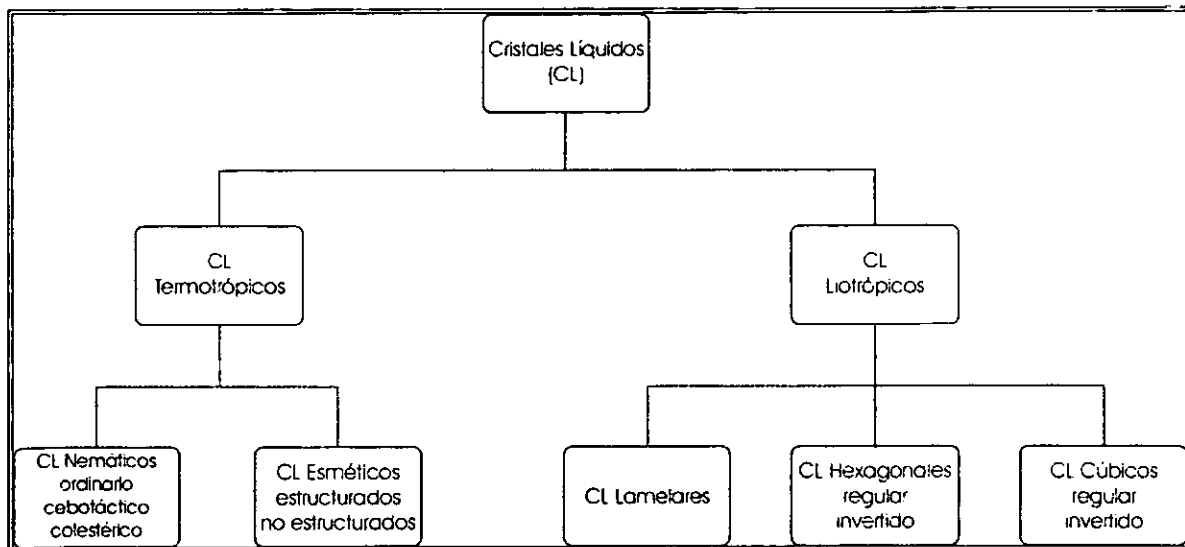 Cristales Líquidos
(CL)
CL
Termotrópicos
CL
Liotrópicos
CL Nemáticos
ordinario
cebotáctico
colestérico
CL Esméticos
estructurados
no estructurados
CL Lamelares
CL Hexagonales
regular
invertido
CL Cúbicos
regular
invertido